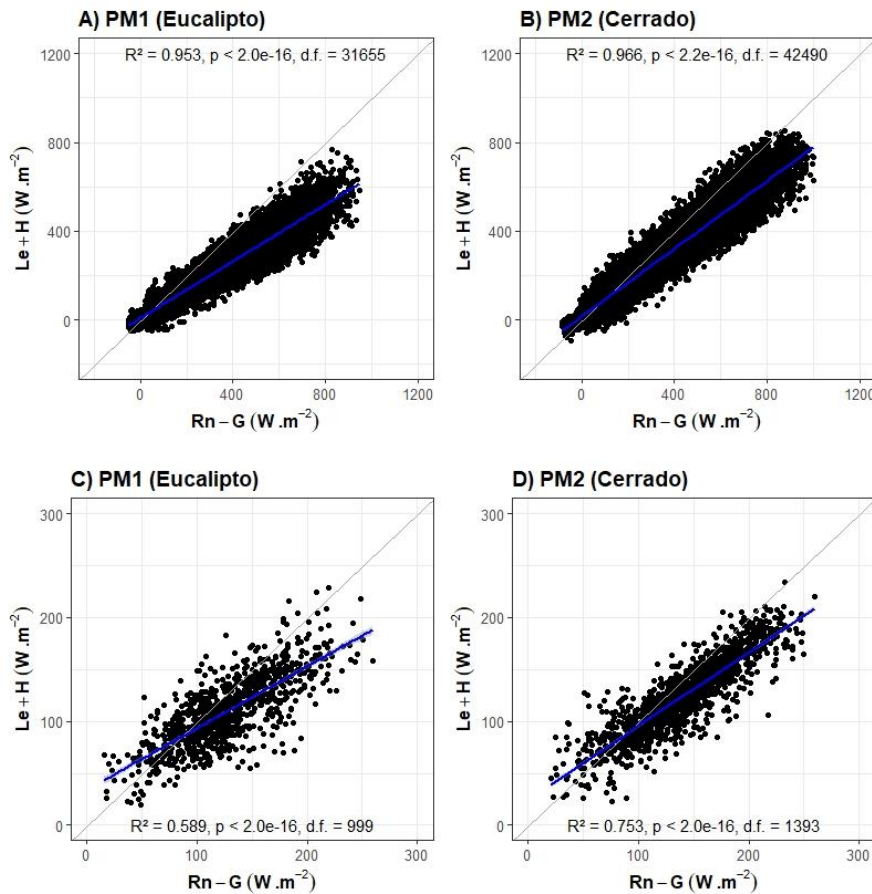 A) PM1 (Eucalipto)
R² = 0.953, p < 2.0e-16, d.f. = 31655
1200
800
400
0
Le + H (W .m⁻²)
0 400 800 1200
Rn − G (W .m⁻²)
B) PM2 (Cerrado)
R² = 0.966, p < 2.2e-16, d.f. = 42490
1200
800
400
0
Le + H (W .m⁻²)
0 400 800 1200
Rn − G (W .m⁻²)
C) PM1 (Eucalipto)
300
200
100
0
Le + H (W .m⁻²)
R² = 0.589, p < 2.0e-16, d.f. = 999
0 100 200 300
Rn − G (W .m⁻²)
D) PM2 (Cerrado)
300
200
100
0
Le + H (W .m⁻²)
R² = 0.753, p < 2.0e-16, d.f. = 1393
0 100 200 300
Rn − G (W .m⁻²)